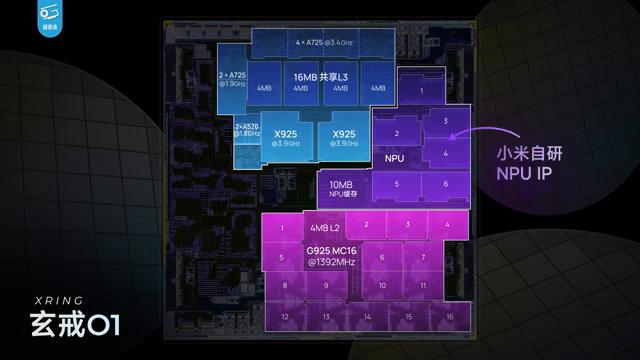 极客湾
4×A725@3.4GHz
2×A725
@1.9GHz
16MB 共享L3
4MB
4MB
4MB
4MB
2×A520
@1.8GHz
X925
@3.9GHz
X925
@3.9GHz
1
2
3
4
5
6
NPU
10MB
NPU缓存
小米自研
NPU IP
1
4MB L2
2
3
4
5
G925 MC16
@1392MHz
6
7
8
9
10
11
12
13
14
15
16
XRING
玄戒O1